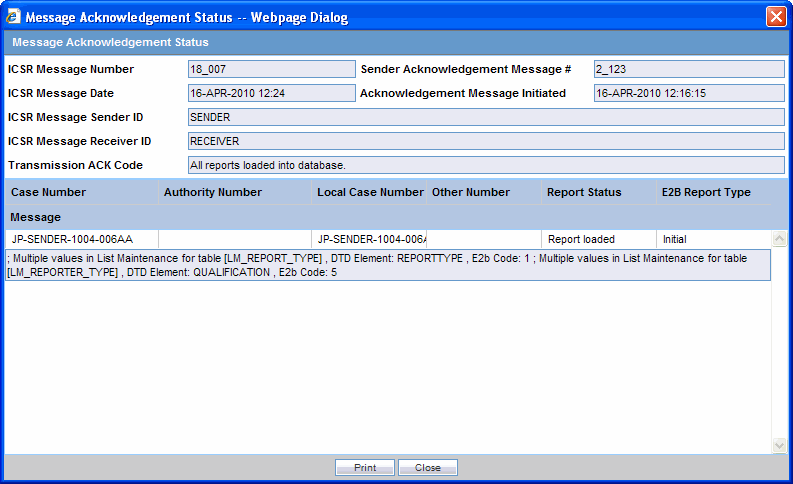 Message Acknowledgement Status -- Webpage Dialog
Message Acknowledgement Status
ICSR Message Number 18_007 Sender Acknowledgement Message # 2_123
ICSR Message Date 16-APR-2010 12:24 Acknowledgement Message Initiated 16-APR-2010 12:16:15
ICSR Message Sender ID SENDER
ICSR Message Receiver ID RECEIVER
Transmission ACK Code All reports loaded into database.
Case Number Authority Number Local Case Number Other Number Report Status E2B Report Type
Message
JP-SENDER-1004-006AA JP-SENDER-1004-006A Report loaded Initial
; Multiple values in List Maintenance for table [LM_REPORT_TYPE] , DTD Element: REPORTTYPE , E2b Code: 1 ; Multiple values in List Maintenance for table
[LM_REPORTER_TYPE] , DTD Element: QUALIFICATION , E2b Code: 5
Print Close